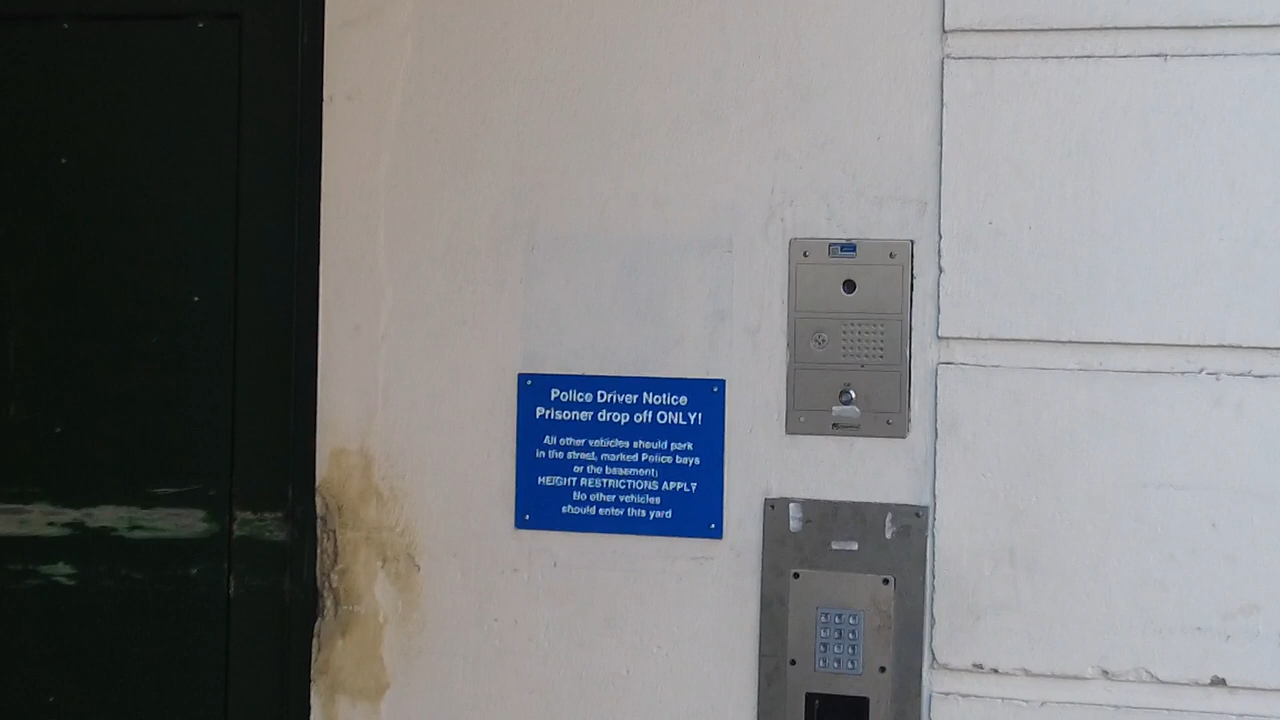 Police Driver Notice
Prisoner drop off ONLY!
All other vehicles should park
in the street, marked Police bays
or the basement;
HEIGHT RESTRICTIONS APPLY
No other vehicles
should enter this yard